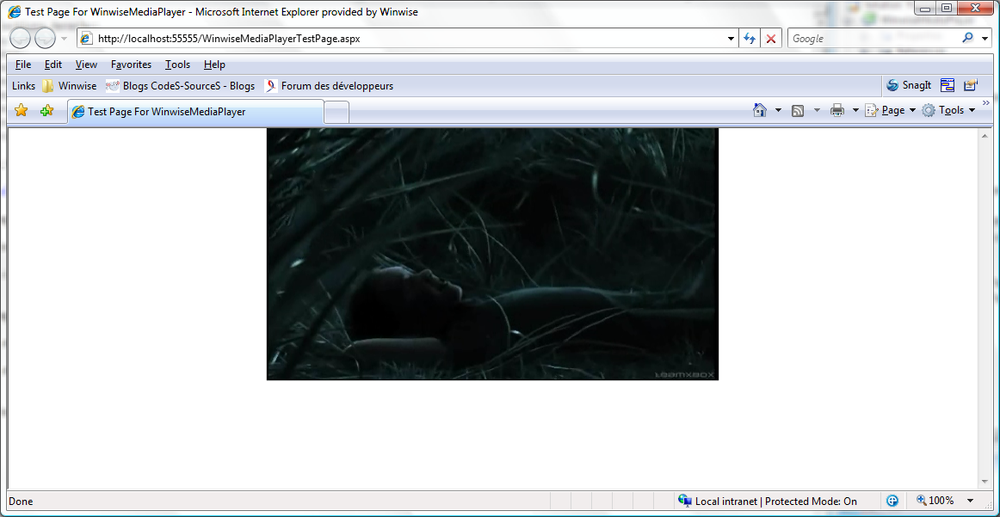 Test Page For WinwiseMediaPlayer - Microsoft Internet Explorer provided by Winwise
http://localhost:55555/WinwiseMediaPlayerTestPage.aspx
Google
File Edit View Favorites Tools Help
Links Winwise Blogs CodeS-SourceS - Blogs Forum des développeurs SnagIt
Test Page For WinwiseMediaPlayer Page Tools
Done Local intranet | Protected Mode: On 100%